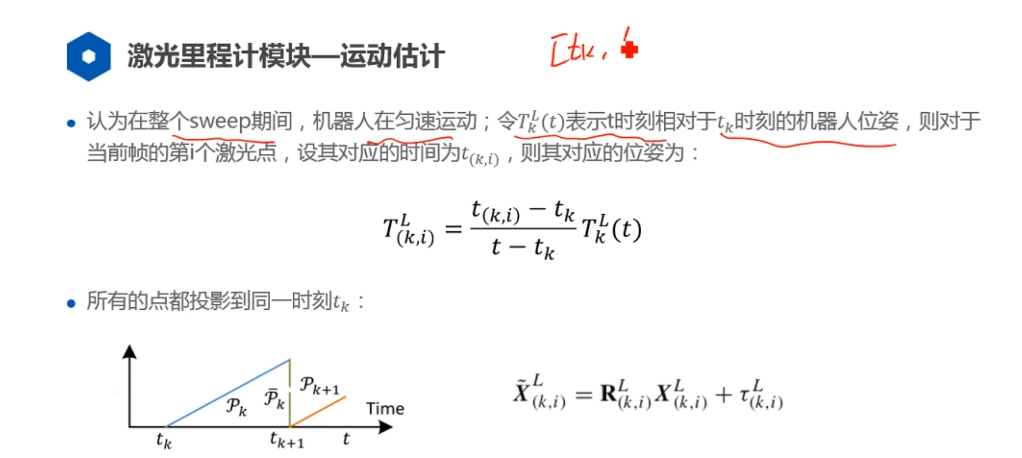 激光里程计模块—运动估计
[tk,
认为在整个sweep期间，机器人在匀速运动；令$T_k^L(t)$表示t时刻相对于$t_k$时刻的机器人位姿，则对于
当前帧的第i个激光点，设其对应的时间为$t_{(k,i)}$，则其对应的位姿为：
$T_{(k,i)}^L = \frac{t_{(k,i)} - t_k}{t - t_k} T_k^L(t)$
所有的点都投影到同一时刻$t_k$：
$\mathcal{P}_k$ $\bar{\mathcal{P}}_k$ $\mathcal{P}_{k+1}$ Time
$t_k$ $t_{k+1}$ $t$
$\tilde{X}_{(k,i)}^L = \mathbf{R}_{(k,i)}^L X_{(k,i)}^L + \tau_{(k,i)}^L$